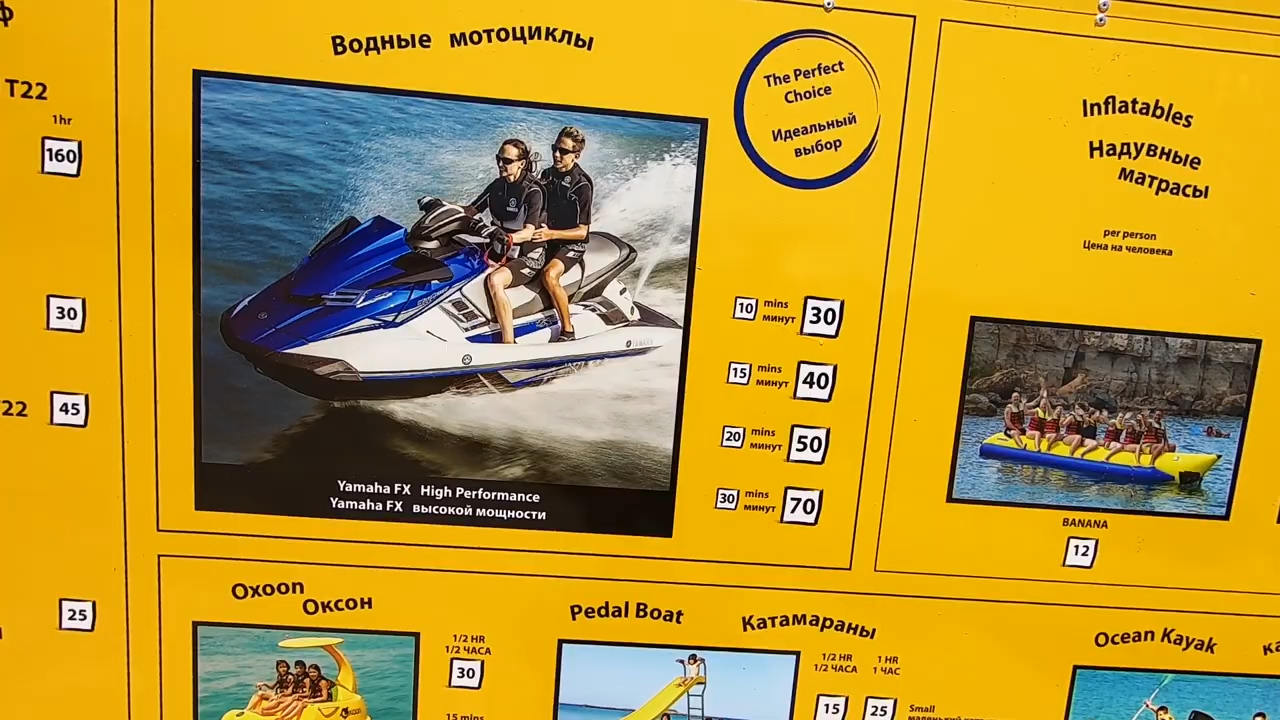 T22
1hr
160
30
22
45
25
Водные мотоциклы
The Perfect
Choice
Идеальный
выбор
10 mins минут 30
15 mins минут 40
20 mins минут 50
30 mins минут 70
Yamaha FX High Performance
Yamaha FX высокой мощности
Inflatables
Надувные
матрасы
per person
Цена на человека
BANANA
12
Oxoon
Оксон
1/2 HR
1/2 ЧАСА
30
15 mins
Pedal Boat
Катамараны
1/2 HR
1/2 ЧАСА
15
1 HR
1 ЧАС
25
Small
маленький
Ocean Kayak